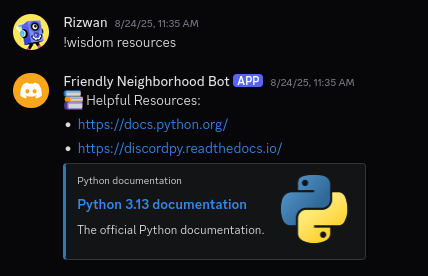 Rizwan 8/24/25, 11:35 AM
!wisdom resources
Friendly Neighborhood Bot APP 8/24/25, 11:35 AM
📚 Helpful Resources:
• https://docs.python.org/
• https://discordpy.readthedocs.io/
Python documentation
Python 3.13 documentation
The official Python documentation.